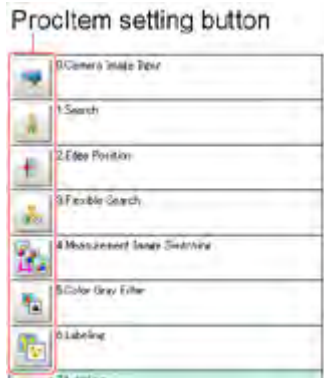 ProcItem setting button
0.Camera Image Input
1.Search
2.Edge Position
3.Flexible Search
4.Measurement Image Switching
5.Color Gray Filter
6.Labeling